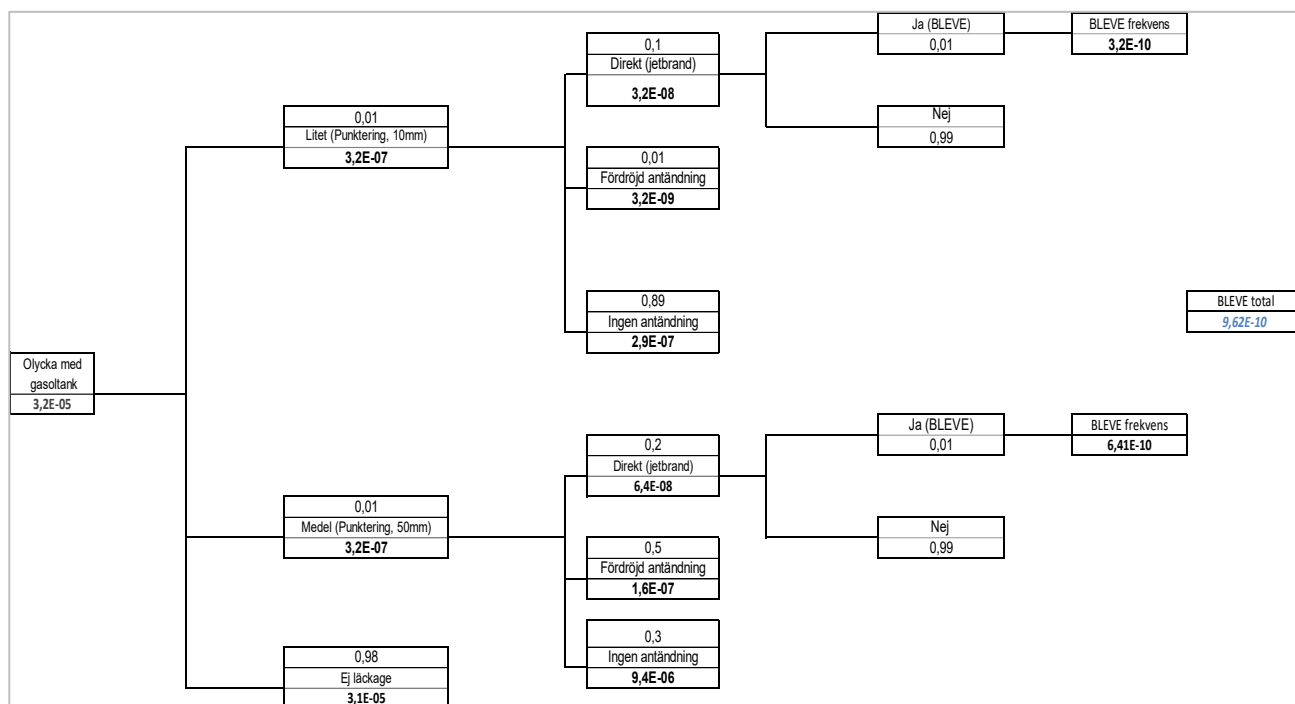 Ja (BLEVE)
0,01
BLEVE frekvens
3,2E-10
0,1
Direkt (jetbrand)
3,2E-08
Nej
0,99
0,01
Litet (Punktering, 10mm)
3,2E-07
0,01
Fördröjd antändning
3,2E-09
0,89
Ingen antändning
2,9E-07
BLEVE total
9,62E-10
Olycka med
gasoltank
3,2E-05
Ja (BLEVE)
0,01
BLEVE frekvens
6,41E-10
0,2
Direkt (jetbrand)
6,4E-08
0,01
Medel (Punktering, 50mm)
3,2E-07
Nej
0,99
0,5
Fördröjd antändning
1,6E-07
0,3
Ingen antändning
9,4E-06
0,98
Ej läckage
3,1E-05